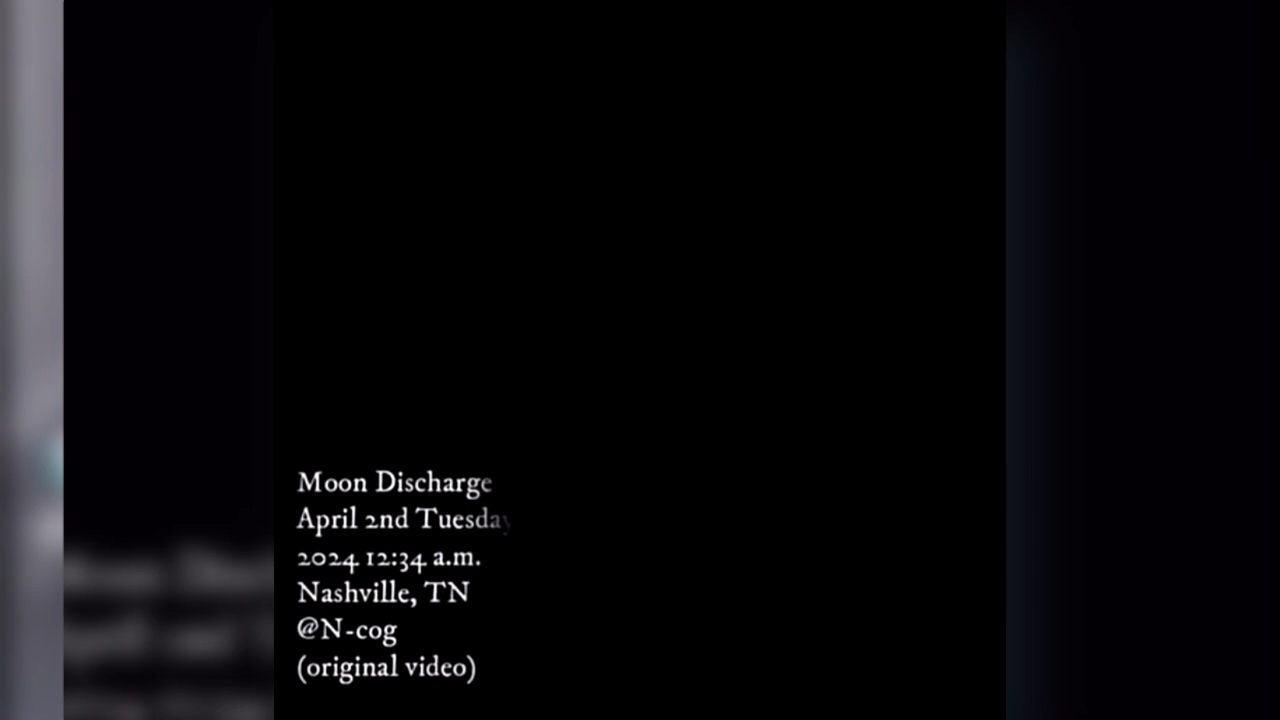 Moon Discharge
April 2nd Tuesday
2024 12:34 a.m.
Nashville, TN
@N-cog
(original video)